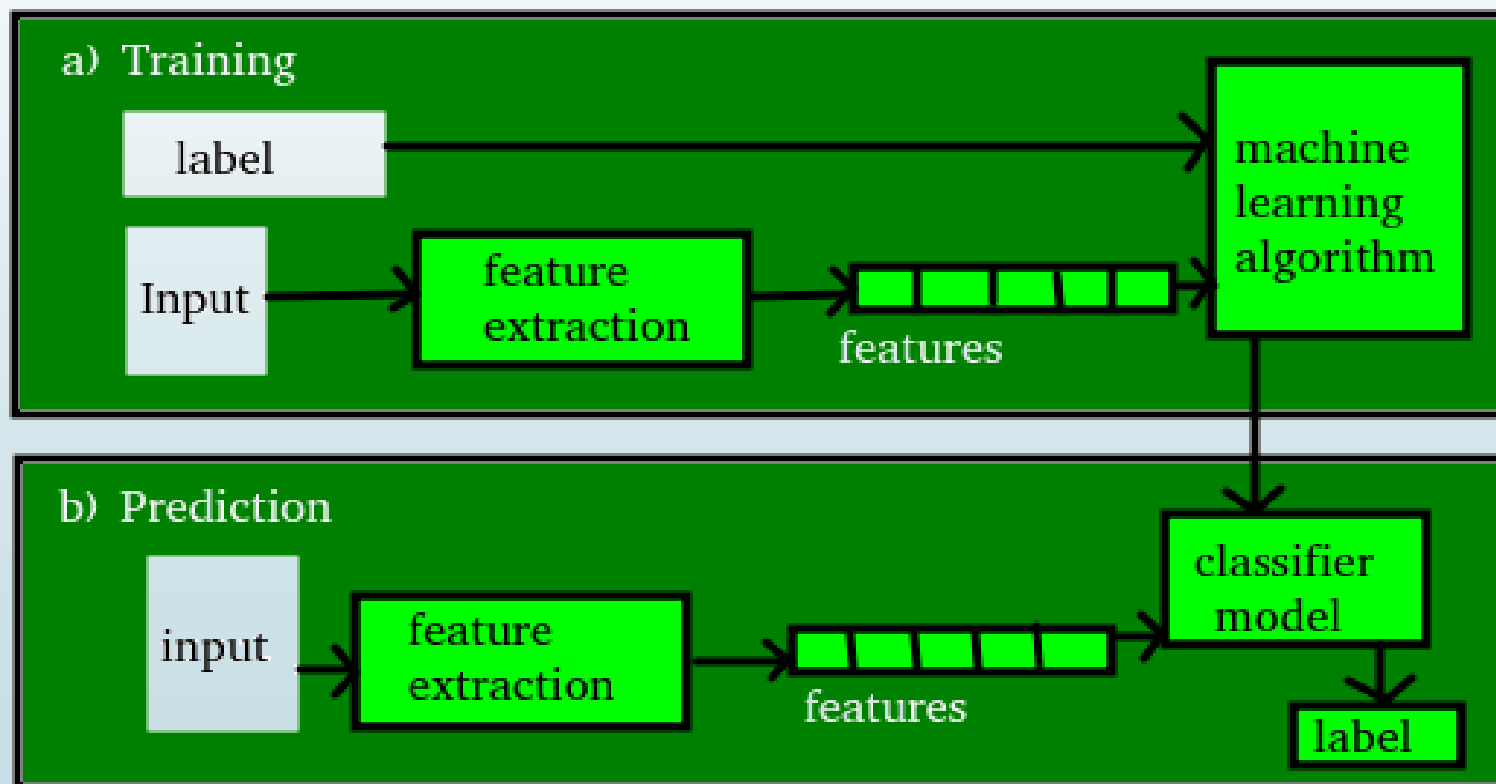 a) Training
label
machine
learning
algorithm
Input
feature
extraction
features
b) Prediction
input
feature
extraction
features
classifier
model
label